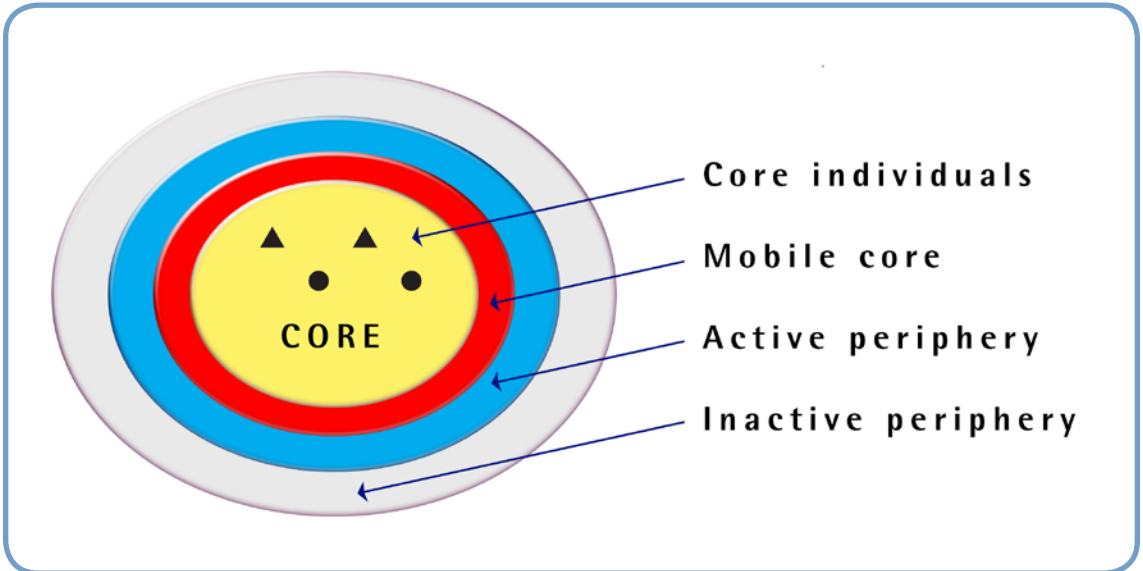 Core individuals
Mobile core
CORE
Active periphery
Inactive periphery